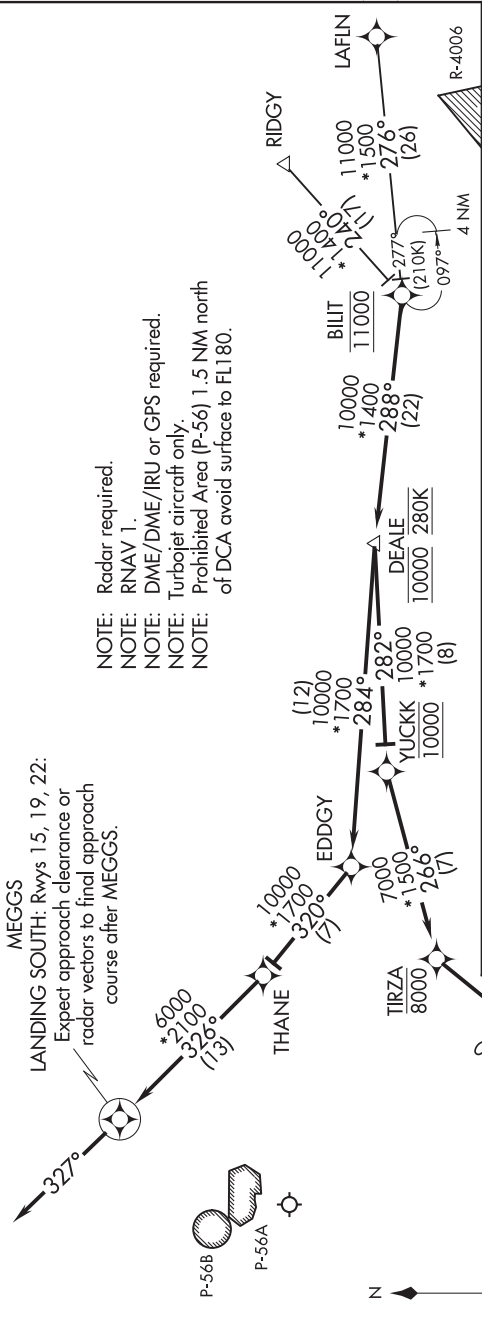 MEGGS
LANDING SOUTH: Rwys 15, 19, 22:
Expect approach clearance or
radar vectors to final approach
course after MEGGS.
NOTE: Radar required.
NOTE: RNAV 1.
NOTE: DME/DME/IRU or GPS required.
NOTE: Turbojet aircraft only.
NOTE: Prohibited Area (P-56) 1.5 NM north
of DCA avoid surface to FL180.
327°
6000
*2100
326°
(13)
THANE
10000
*1700
320°
(7)
EDDGY
(12)
10000
*1700
284°
282°
10000
*1700
(8)
YUCKK
10000
7000
*1500
266°
(7)
TIRZA
8000
DEALE
10000 280K
10000
*1400
288°
(22)
BILIT
11000
11000
*1400
240°
(17)
RIDGY
11000
*1500
276°
(26)
LAFLN
277°
(210K)
097°
4 NM
R-4006
P-56B
P-56A
N